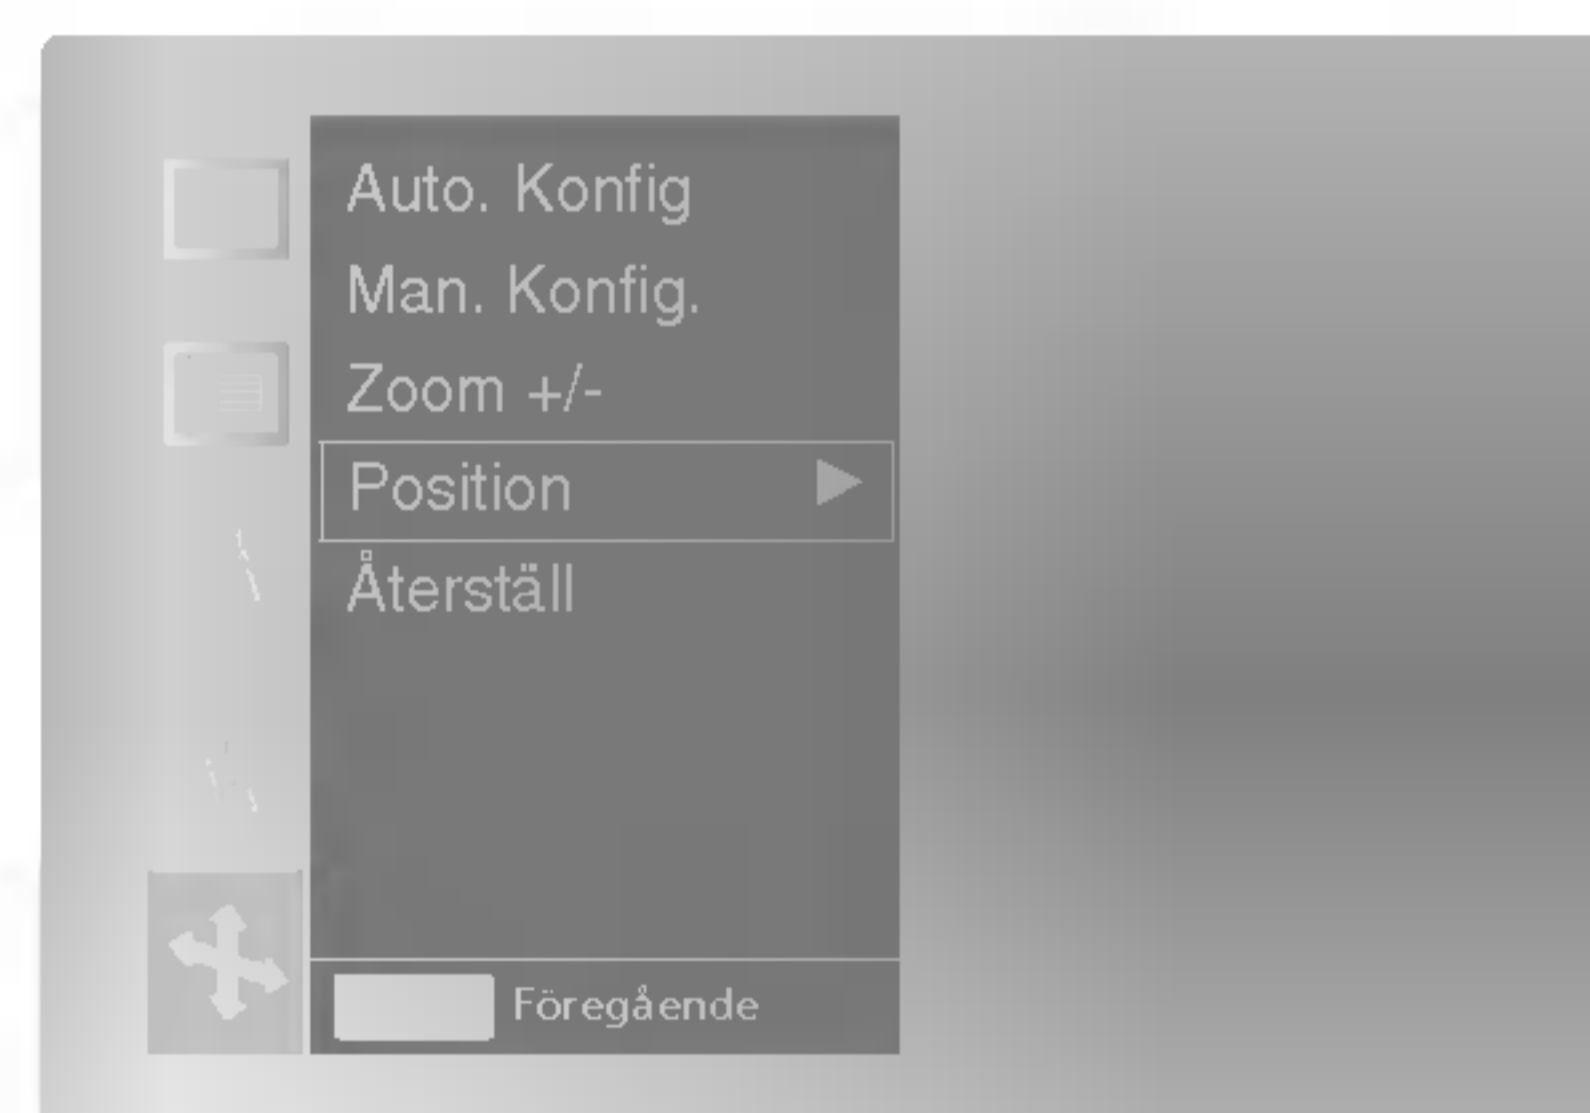 Auto. Konfig
Man. Konfig.
Zoom +/-
Position
Återställ
Föregående